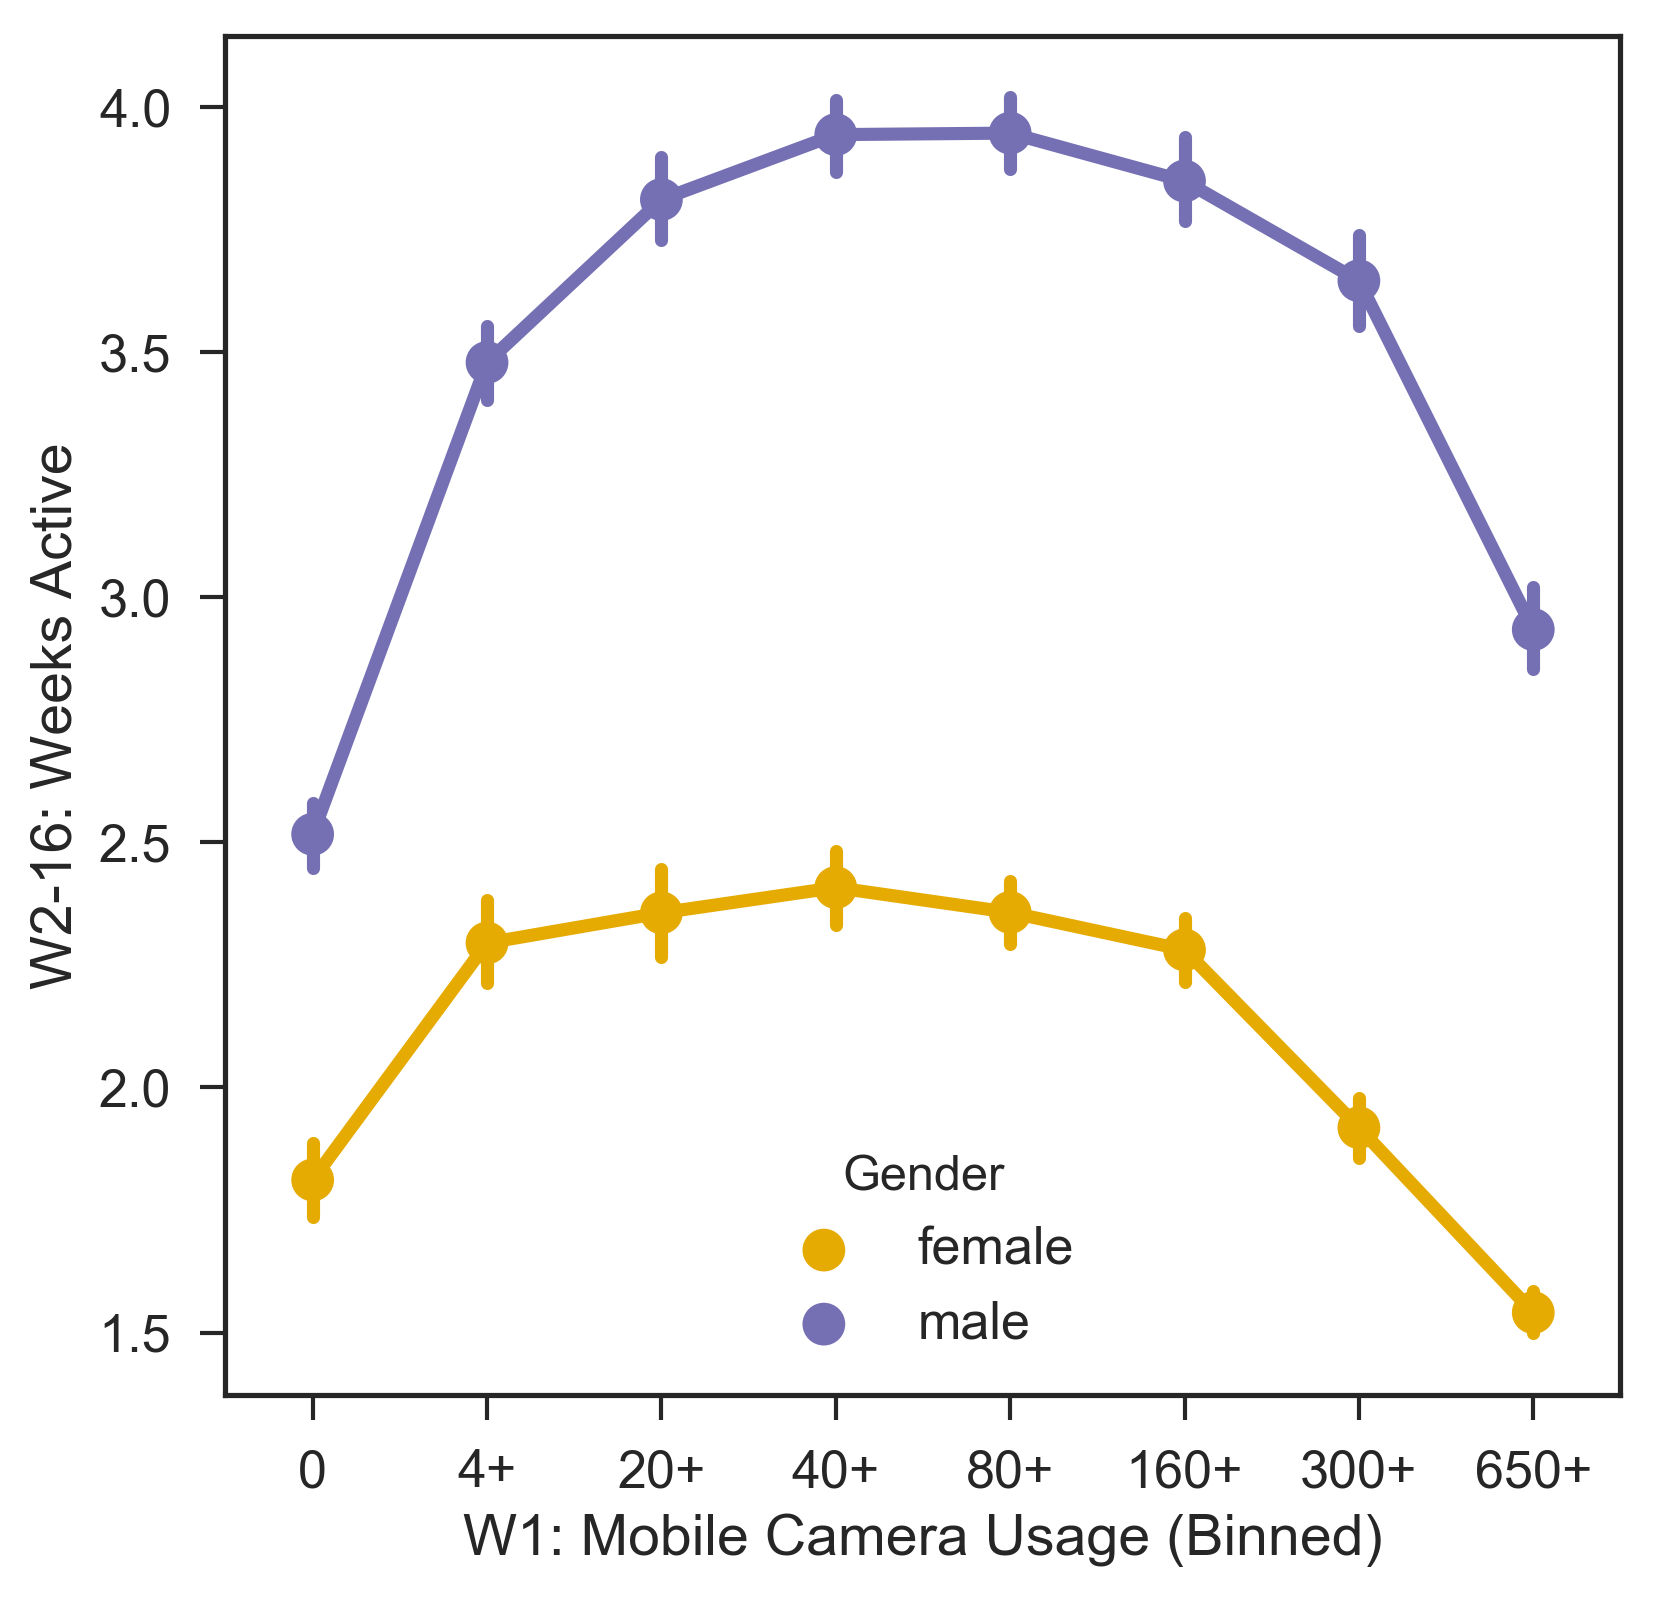 4.0
3.5
3.0
2.5
2.0
1.5
W2-16: Weeks Active
Gender
female
male
0 4+ 20+ 40+ 80+ 160+ 300+ 650+
W1: Mobile Camera Usage (Binned)